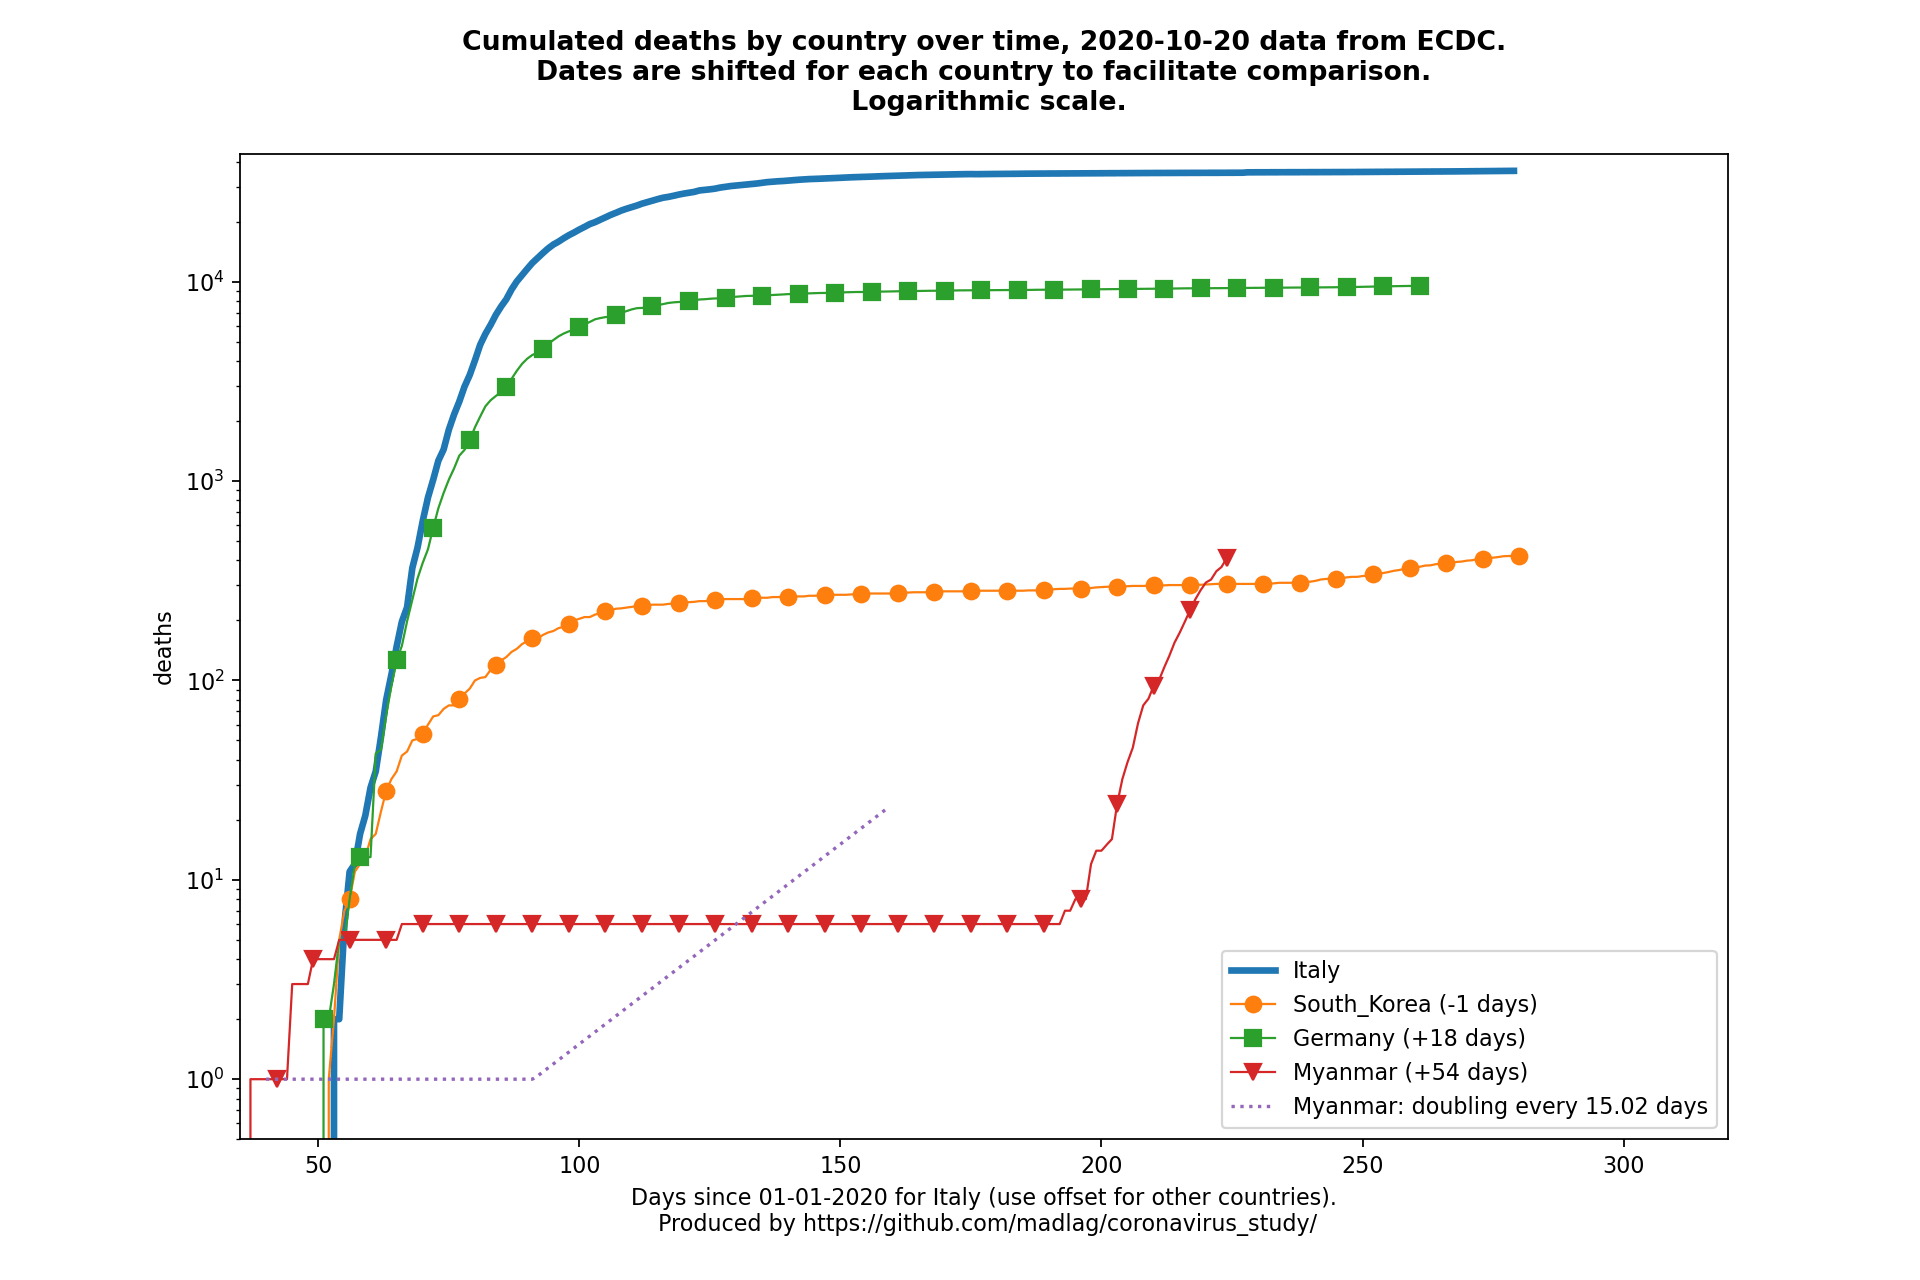 Cumulated deaths by country over time, 2020-10-20 data from ECDC.
Dates are shifted for each country to facilitate comparison.
Logarithmic scale.
deaths
10^4
10^3
10^2
10^1
10^0
50 100 150 200 250 300
Italy
South_Korea (-1 days)
Germany (+18 days)
Myanmar (+54 days)
Myanmar: doubling every 15.02 days
Days since 01-01-2020 for Italy (use offset for other countries).
Produced by https://github.com/madlag/coronavirus_study/